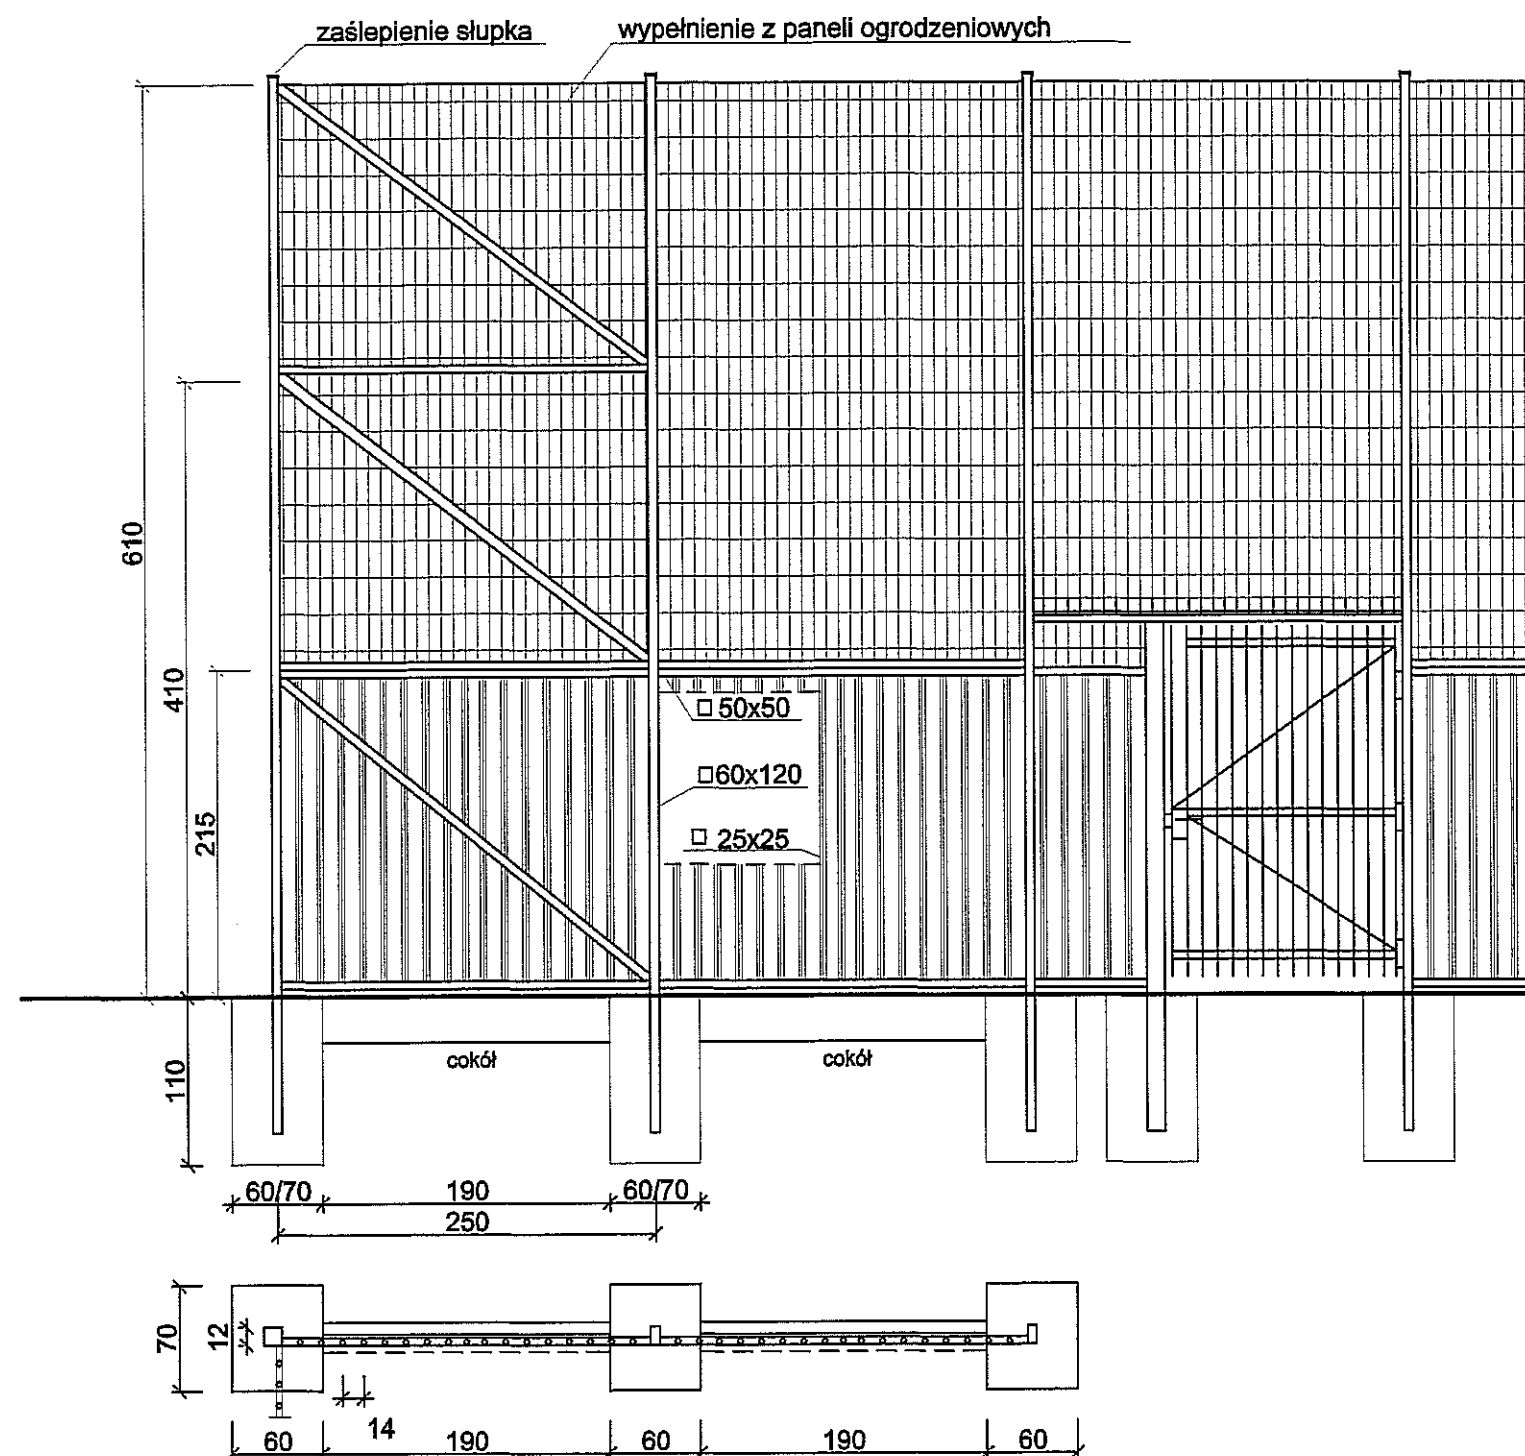 zaślepienie słupka
wypełnienie z paneli ogrodzeniowych
610
410
215
50x50
60x120
25x25
110
cokół
cokół
60/70
190
60/70
250
70
12
14
60
190
60
190
60